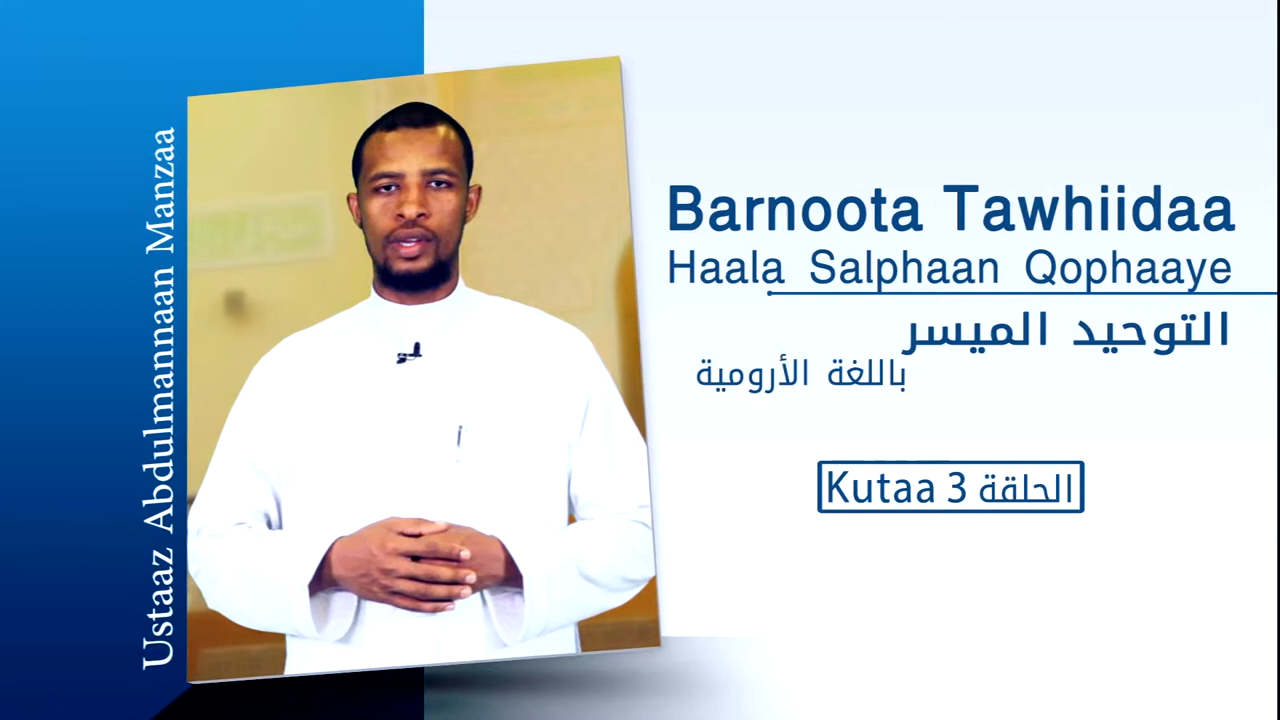 Ustaaz Abdulmannaan Manzaa
Barnoota Tawhiidaa
Haala Salphaan Qophaaye
التوحيد الميسر
باللغة الأرومية
Kutaa 3 الحلقة